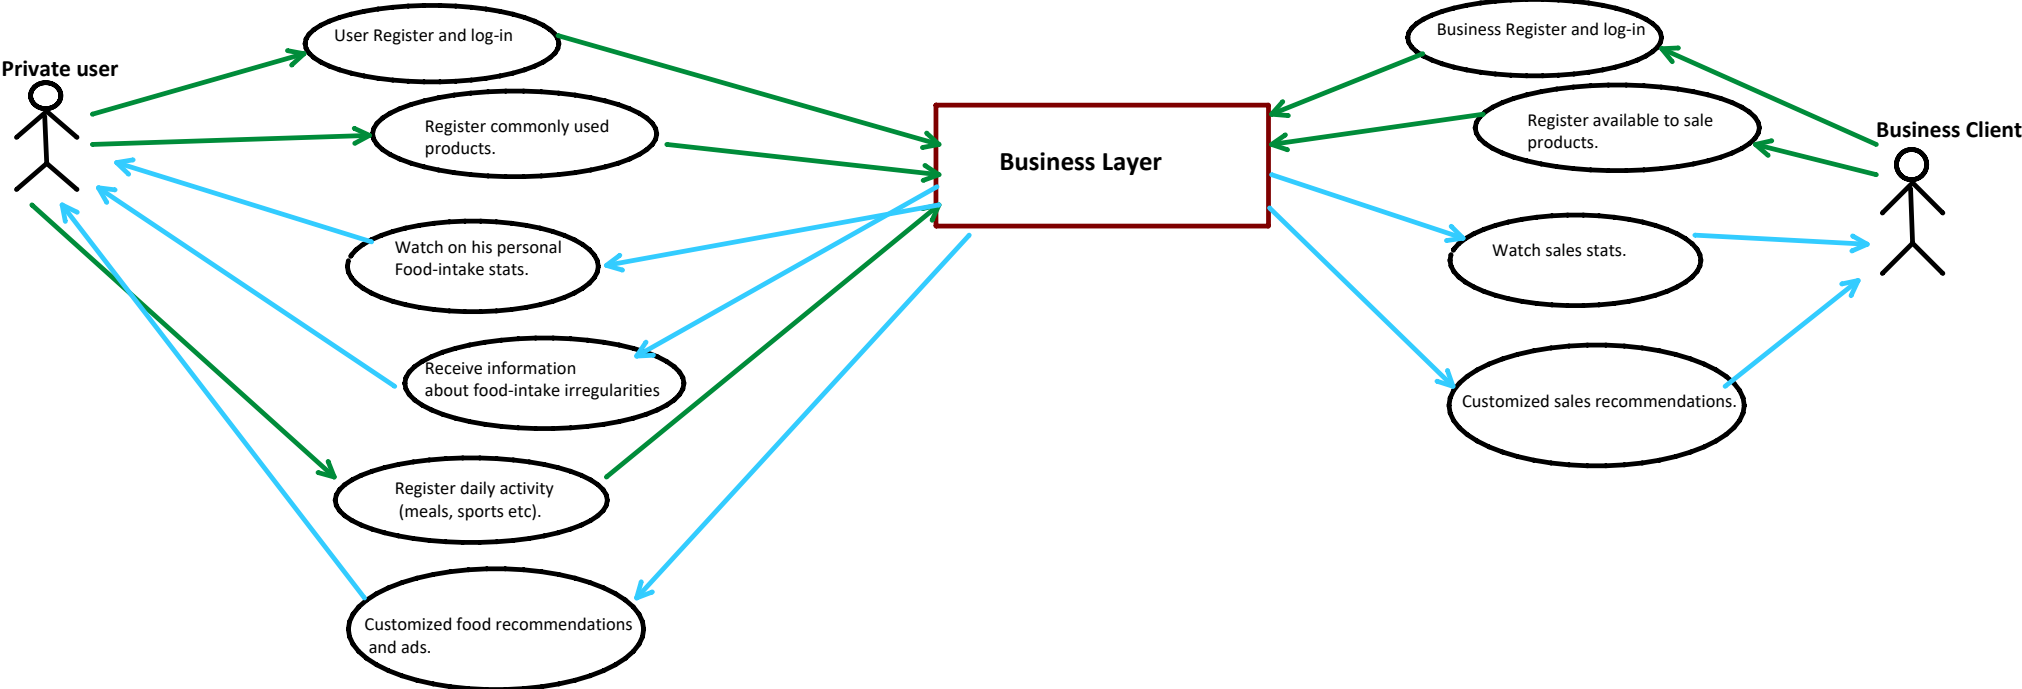 Private user
User Register and log-in
Register commonly used
products.
Watch on his personal
Food-intake stats.
Receive information
about food-intake irregularities
Register daily activity
(meals, sports etc).
Customized food recommendations
and ads.
Business Layer
Business Register and log-in
Register available to sale
products.
Business Client
Watch sales stats.
Customized sales recommendations.